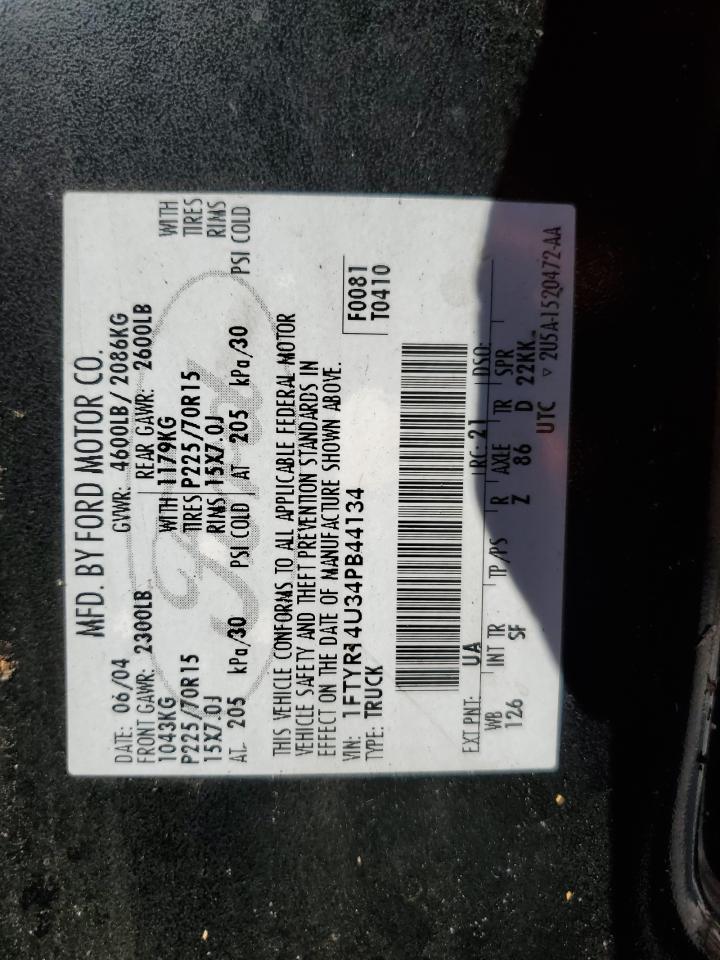 MFD. BY FORD MOTOR CO.
DATE: 06/04 GVWR: 4600LB/2086KG
FRONT GAWR: 2300LB REAR GAWR: 2600LB
1043KG WITH 1179KG WITH
P225/70R15 TIRES P225/70R15 TIRES
15X7.0J RIMS 15X7.0J RIMS
AT 205 kPa/30 PSI COLD AT 205 kPa/30 PSI COLD
THIS VEHICLE CONFORMS TO ALL APPLICABLE FEDERAL MOTOR
VEHICLE SAFETY AND THEFT PREVENTION STANDARDS IN
EFFECT ON THE DATE OF MANUFACTURE SHOWN ABOVE.
VIN: 1FTYR14U34PB44134 F0081
TYPE: TRUCK T0410
EXT PNT: UA RC: 21 DSO:
WB INT TR TP/PS R AXLE TR SPR
126 SF Z 86 D 22KK
UTC ▽ 2U5A-1520472-AA
Ford